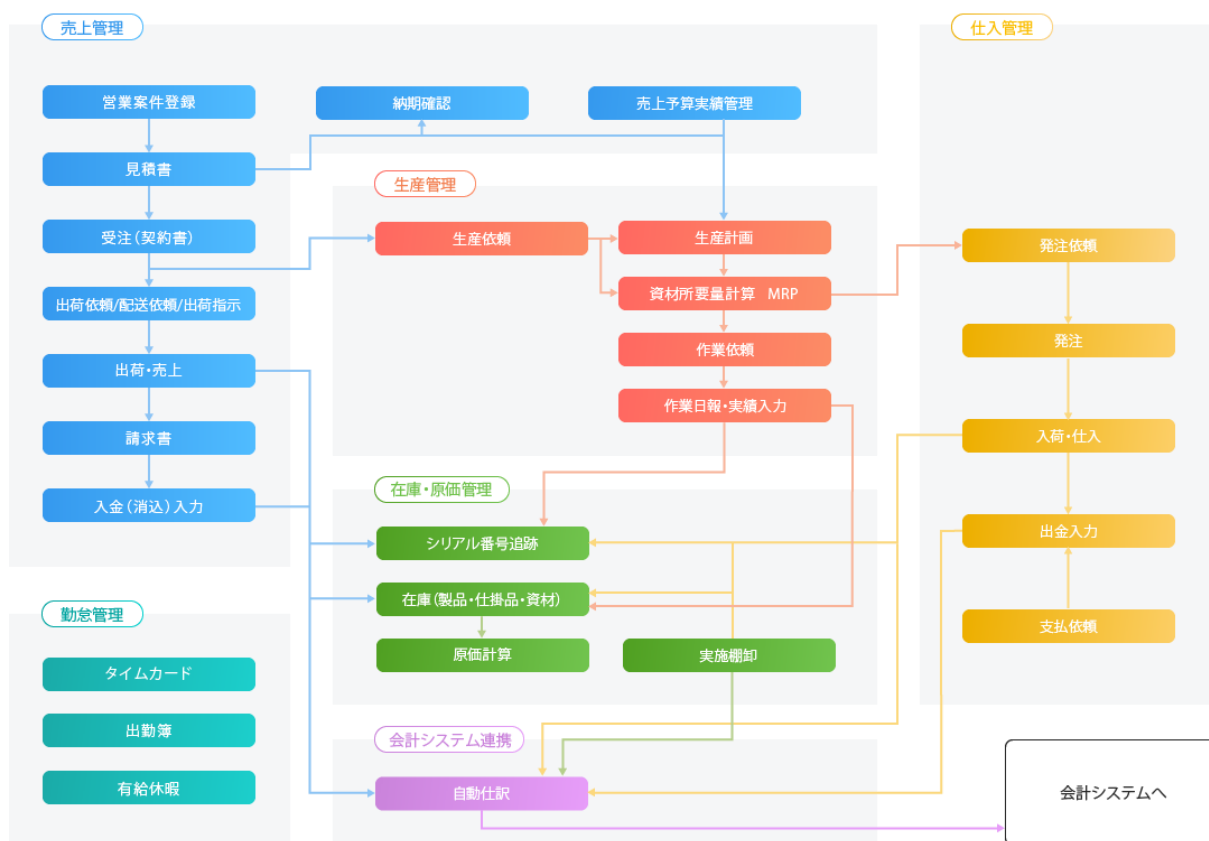 売上管理
営業案件登録
見積書
受注(契約書)
出荷依頼/配送依頼/出荷指示
出荷・売上
請求書
入金(消込)入力
納期確認
売上予算実績管理
生産管理
生産依頼
生産計画
資材所要量計算 MRP
作業依頼
作業日報・実績入力
在庫・原価管理
シリアル番号追跡
在庫(製品・仕掛品・資材)
原価計算
実施棚卸
仕入管理
発注依頼
発注
入荷・仕入
出金入力
支払依頼
勤怠管理
タイムカード
出勤簿
有給休暇
会計システム連携
自動仕訳
会計システムへ